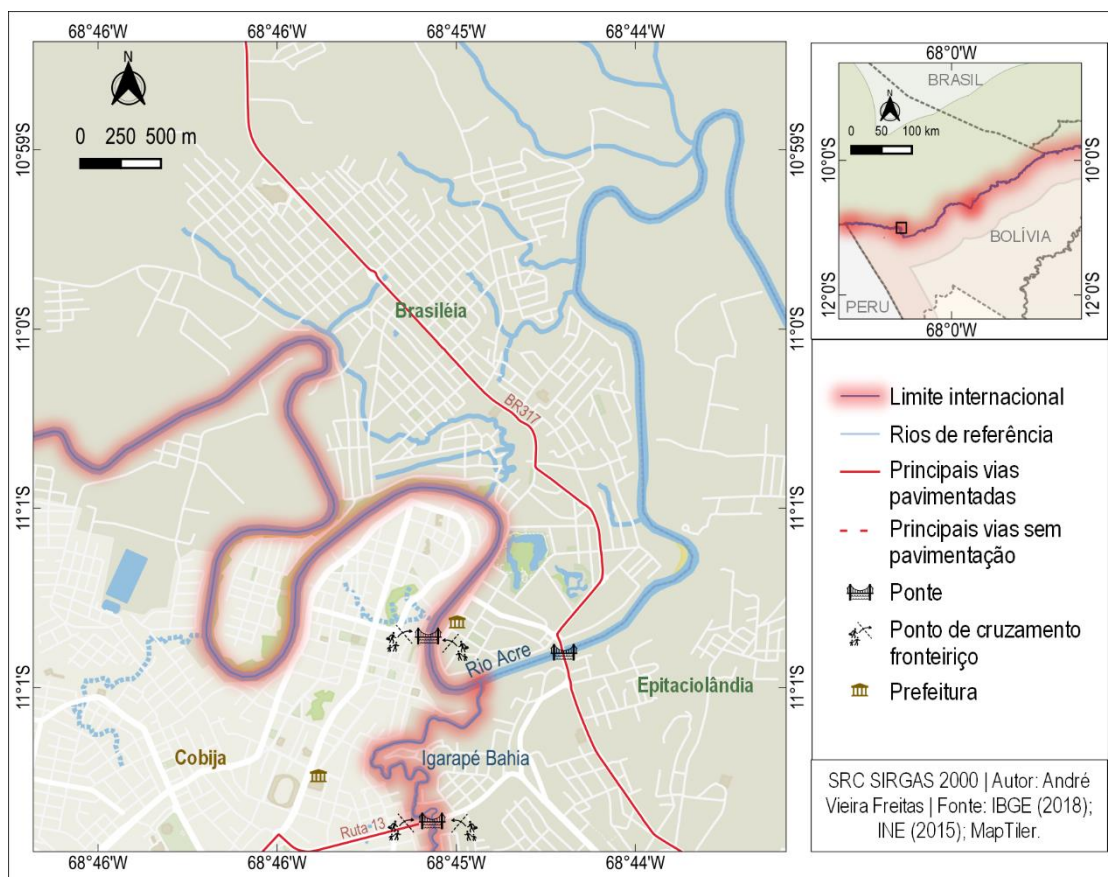 68°46'W
68°46'W
68°45'W
68°44'W
N
0 250 500 m
10°59'S
10°59'S
11°0'S
11°0'S
11°1'S
11°1'S
11°1'S
11°1'S
Brasiléia
BR317
Rio Acre
Epitaciolândia
Cobija
Igarapé Bahia
Ruta 13
68°46'W
68°46'W
68°45'W
68°44'W
68°0'W
BRASIL
N
0 50 100 km
10°0'S
10°0'S
BOLÍVIA
PERU
12°0'S
12°0'S
68°0'W
Limite internacional
Rios de referência
Principais vias
pavimentadas
Principais vias sem
pavimentação
Ponte
Ponto de cruzamento
fronteiriço
Prefeitura
SRC SIRGAS 2000 | Autor: André
Vieira Freitas | Fonte: IBGE (2018);
INE (2015); MapTiler.